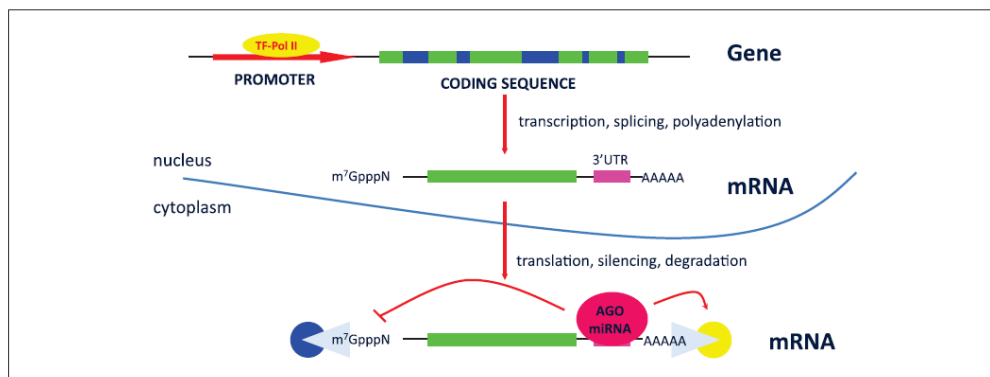 TF-Pol II
Gene
PROMOTER
CODING SEQUENCE
transcription, splicing, polyadenylation
nucleus
3'UTR
m⁷GpppN
AAAAA
mRNA
cytoplasm
translation, silencing, degradation
AGO
miRNA
m⁷GpppN
AAAAA
mRNA